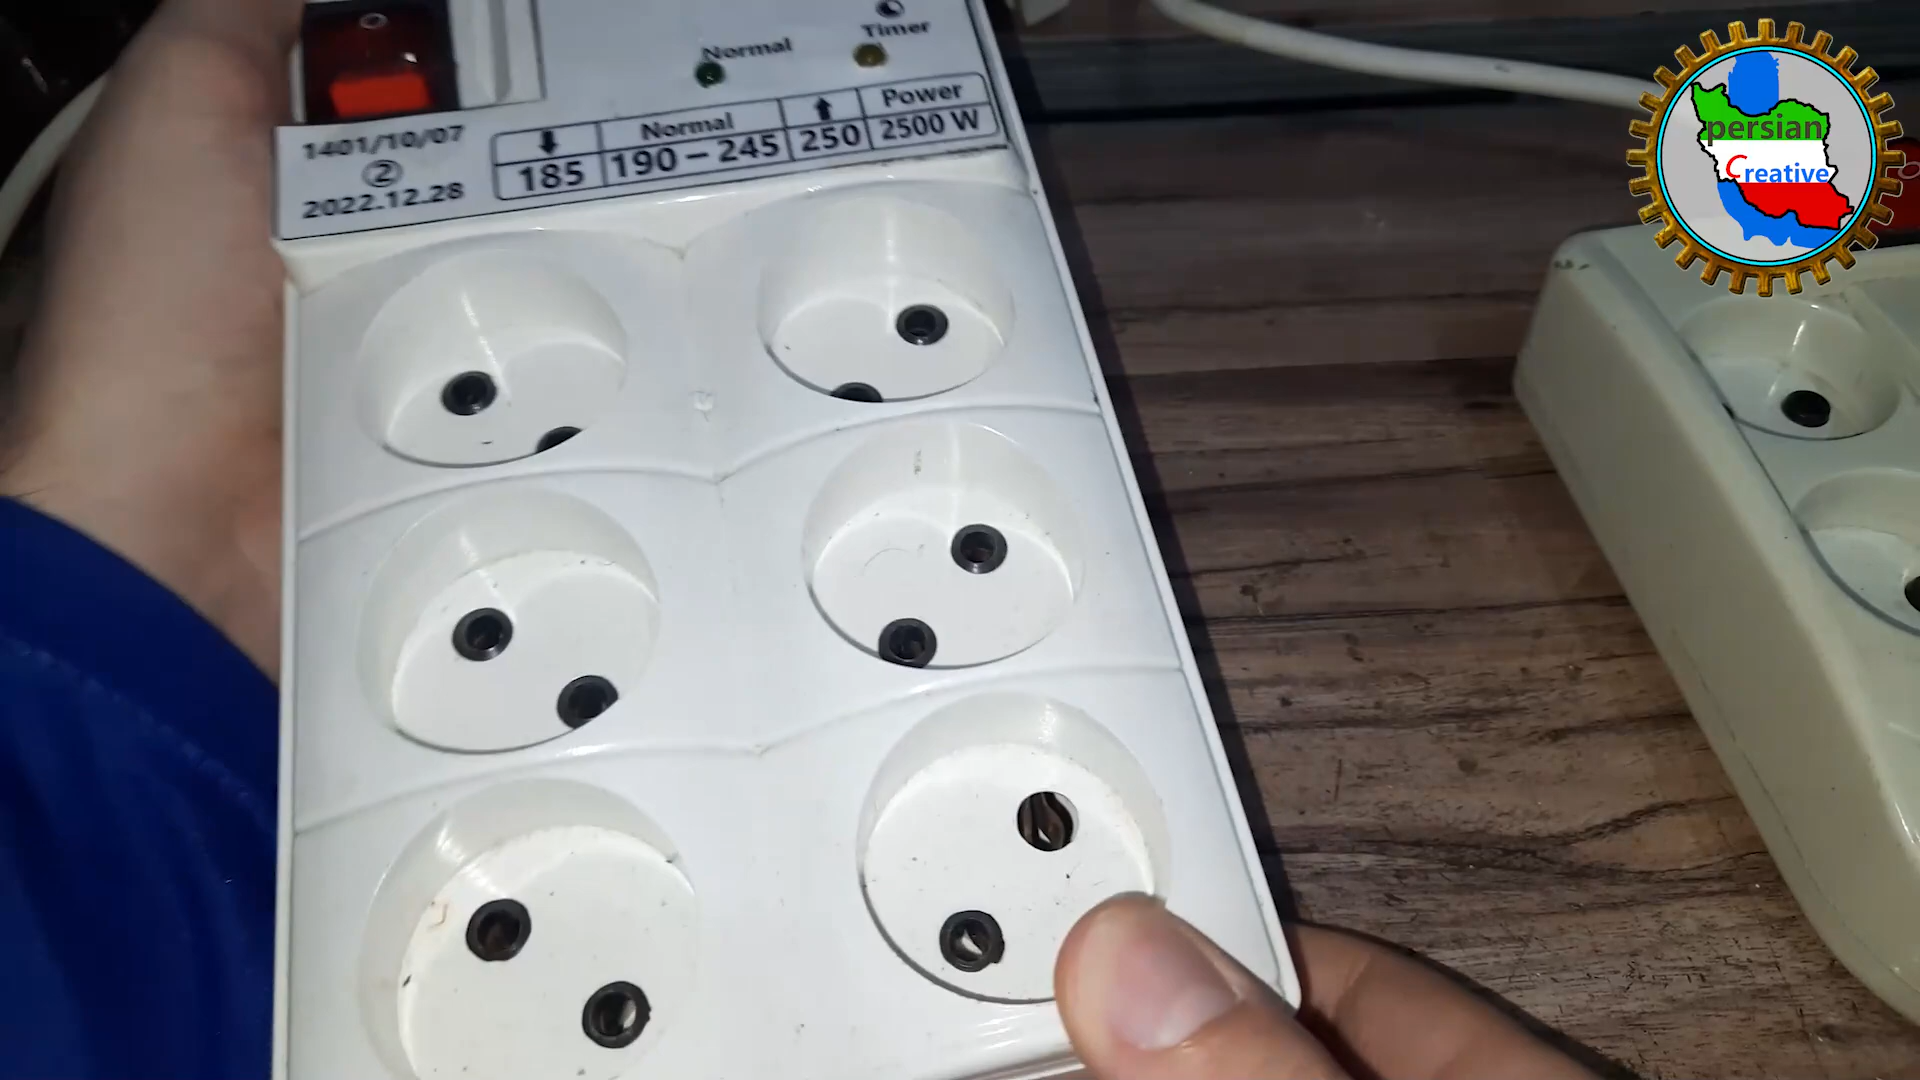 Timer
Normal
Normal
Power
185
190 – 245
250
2500 W
1401/10/07
②
2022.12.28
persian
Creative